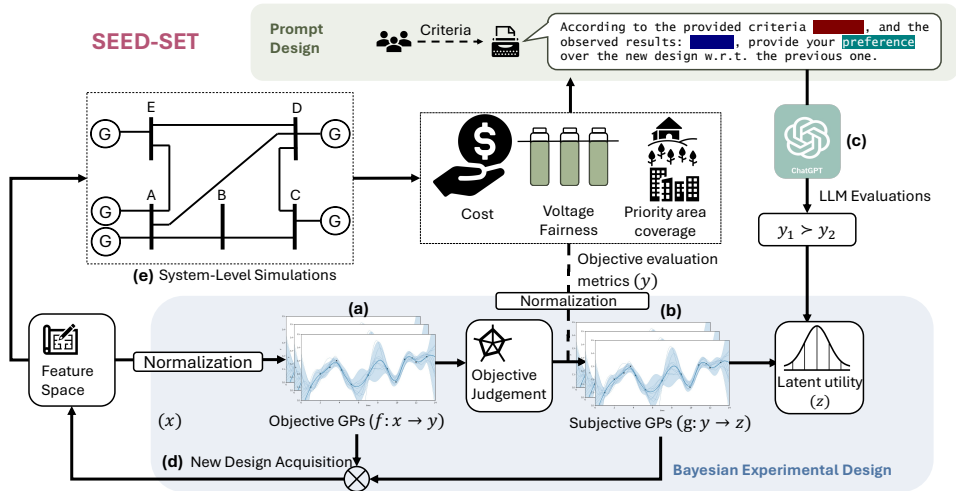 SEED-SET
Prompt
Design
Criteria
According to the provided criteria , and the
observed results: , provide your preference
over the new design w.r.t. the previous one.
E
D
G
G
A
B
C
G
G
G
(e) System-Level Simulations
$
Cost
Voltage
Fairness
Priority area
coverage
ChatGPT
(c)
LLM Evaluations
y₁ ≻ y₂
Objective evaluation
metrics (y)
Normalization
Feature
Space
Normalization
(a)
Objective GPs (f: x → y)
Objective
Judgement
(b)
Subjective GPs (g: y → z)
Latent utility
(z)
(x)
(d) New Design Acquisition
Bayesian Experimental Design